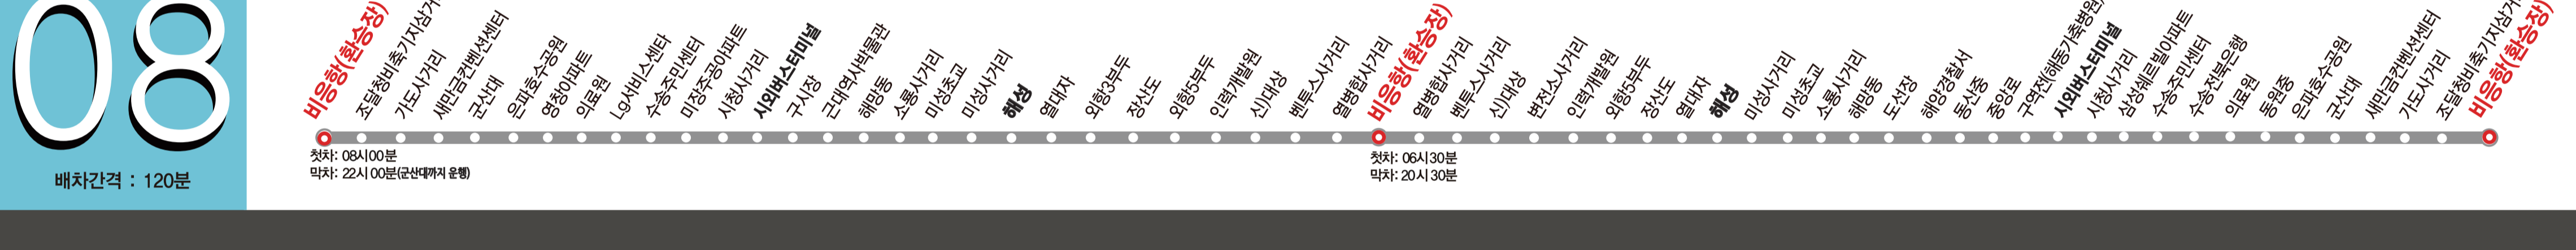 08
배차간격 : 120분
비응항(환승장)
조달청비축기지삼거
가도사거리
새만금컨벤션센터
군산대
은파호수공원
영창아파트
의료원
Lg서비스센타
수송주민센터
미장주공아파트
시청사거리
시외버스터미널
구시장
근대역사박물관
해망동
소룡사거리
미성초교
미성사거리
해성
열대자
외항3부두
장산도
외항5부두
인력개발원
신)대상
벤투스사거리
열병합사거리
비응항(환승장)
열병합사거리
벤투스사거리
신)대상
변전소사거리
인력개발원
외항5부두
장산도
열대자
해성
미성사거리
미성초교
소룡사거리
해망동
도선장
해양경찰서
동산중
중앙로
구역전(해동가축병원)
시외버스터미널
시청사거리
삼성쉐르빌아파트
수송주민센터
수송전북은행
의료원
동원중
은파호수공원
군산대
새만금컨벤션센터
가도사거리
조달청비축기지삼거
비응항(환승장)
첫차: 08시00분
막차: 22시 00분(군산대까지 운행)
첫차: 06시 30분
막차: 20시 30분